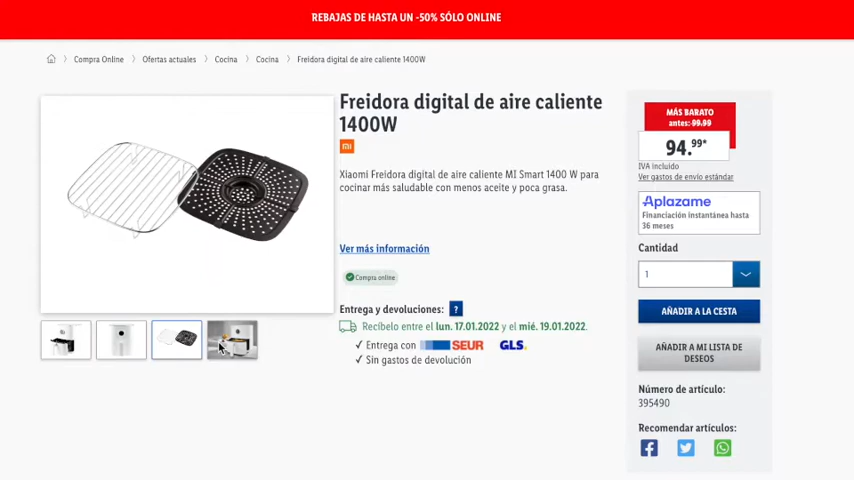 REBAJAS DE HASTA UN -50% SÓLO ONLINE
Compra Online > Ofertas actuales > Cocina > Cocina > Freidora digital de aire caliente 1400W
Freidora digital de aire caliente
1400W
mi
Xiaomi Freidora digital de aire caliente MI Smart 1400 W para
cocinar más saludable con menos aceite y poca grasa.
Ver más información
Compra online
Entrega y devoluciones: ?
Recíbelo entre el lun. 17.01.2022 y el mié. 19.01.2022.
✓ Entrega con SEUR GLS.
✓ Sin gastos de devolución
MÁS BARATO
antes: 99.99
94.99*
IVA incluido
Ver gastos de envío estándar
Aplazame
Financiación instantánea hasta
36 meses
Cantidad
1
AÑADIR A LA CESTA
AÑADIR A MI LISTA DE
DESEOS
Número de artículo:
395490
Recomendar artículos: